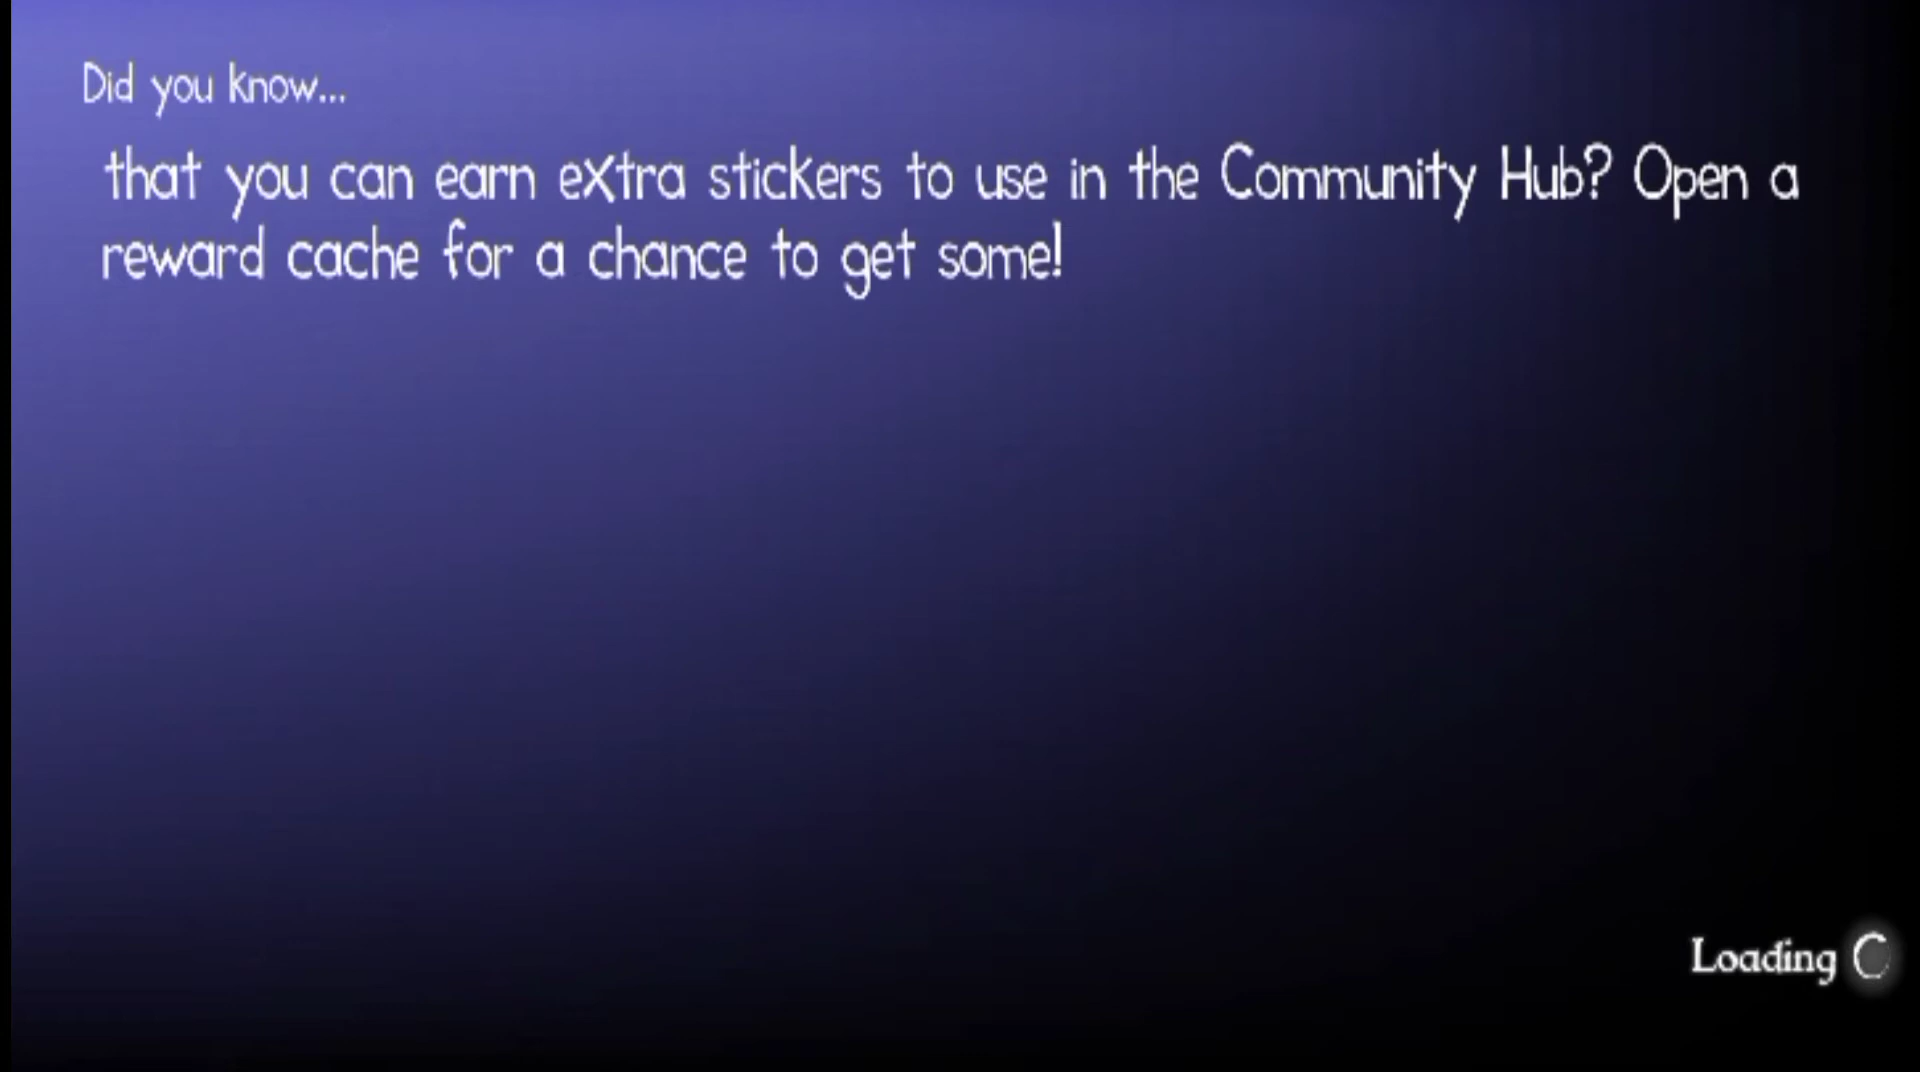 Did you know...
that you can earn extra stickers to use in the Community Hub? Open a
reward cache for a chance to get some!
Loading